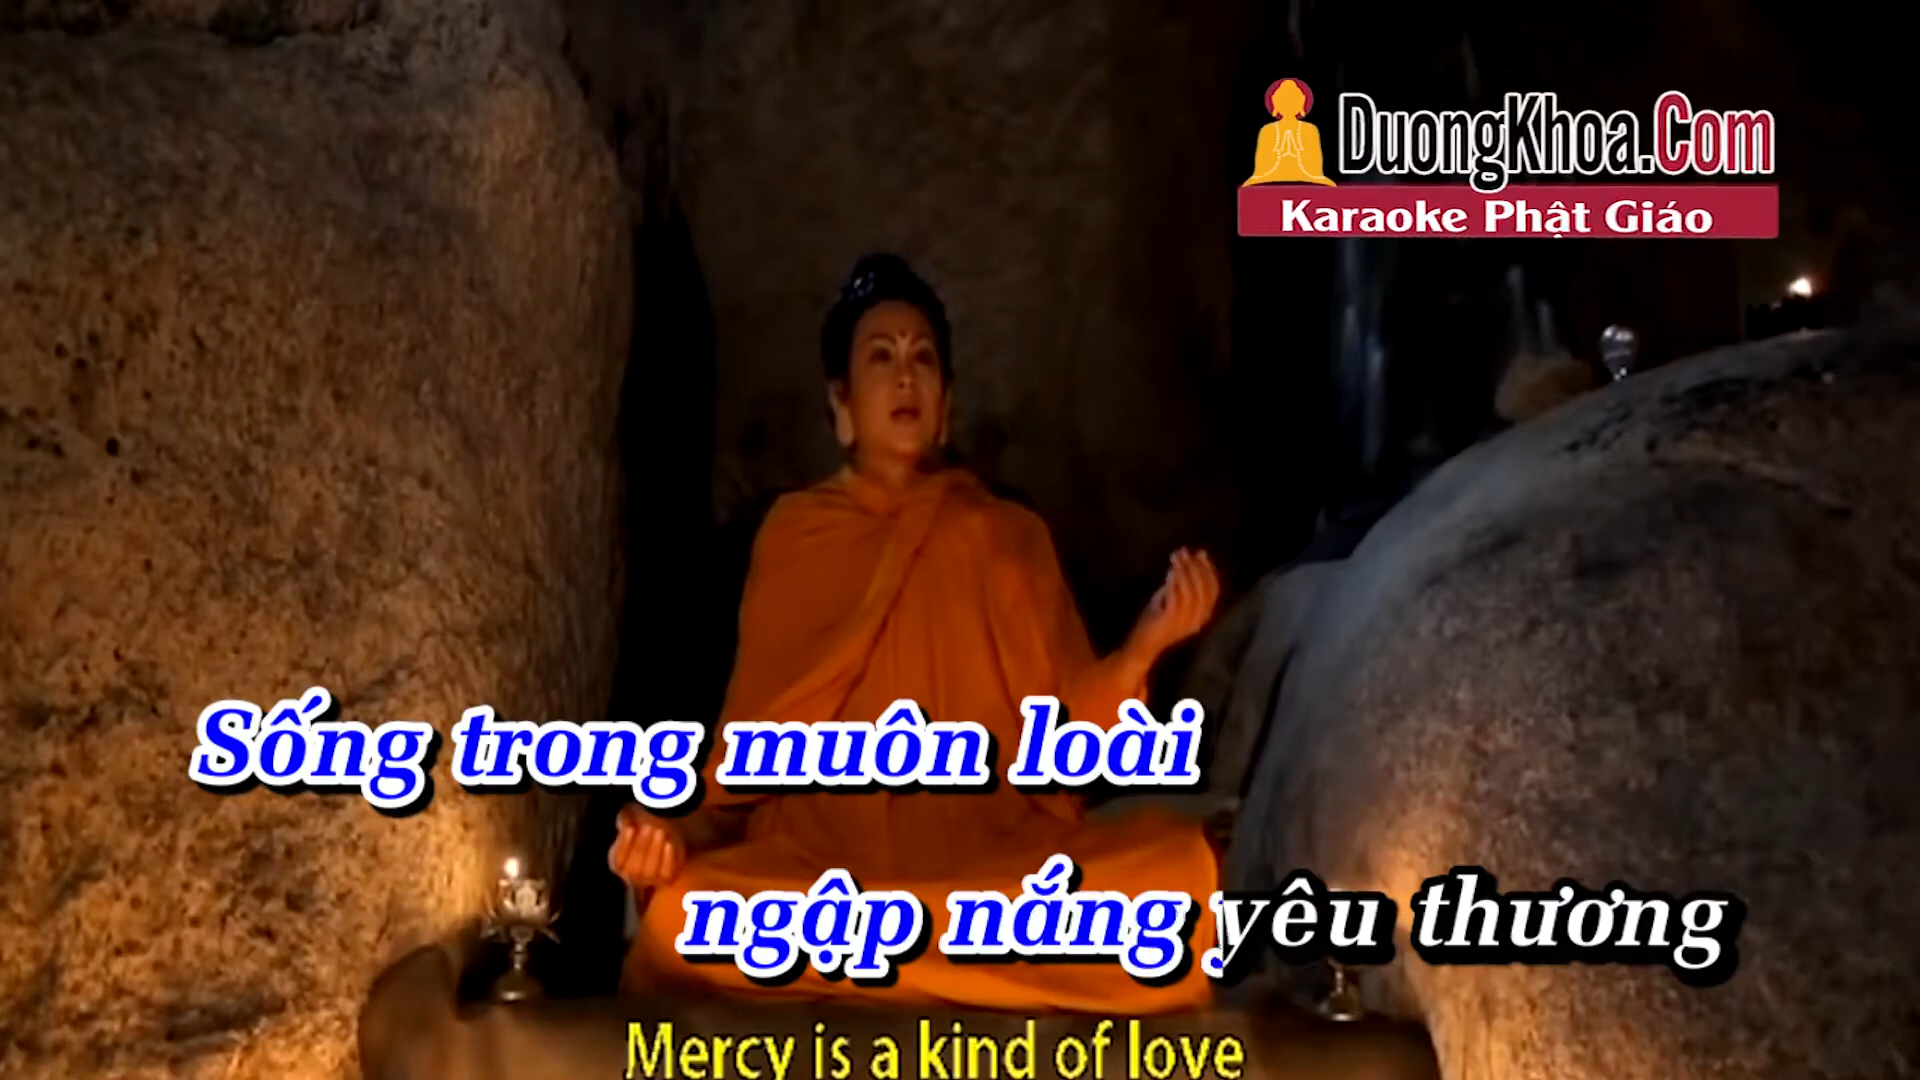 DuongKhoa.Com
Karaoke Phật Giáo
Sống trong muôn loài
ngập nắng yêu thương
Mercy is a kind of love